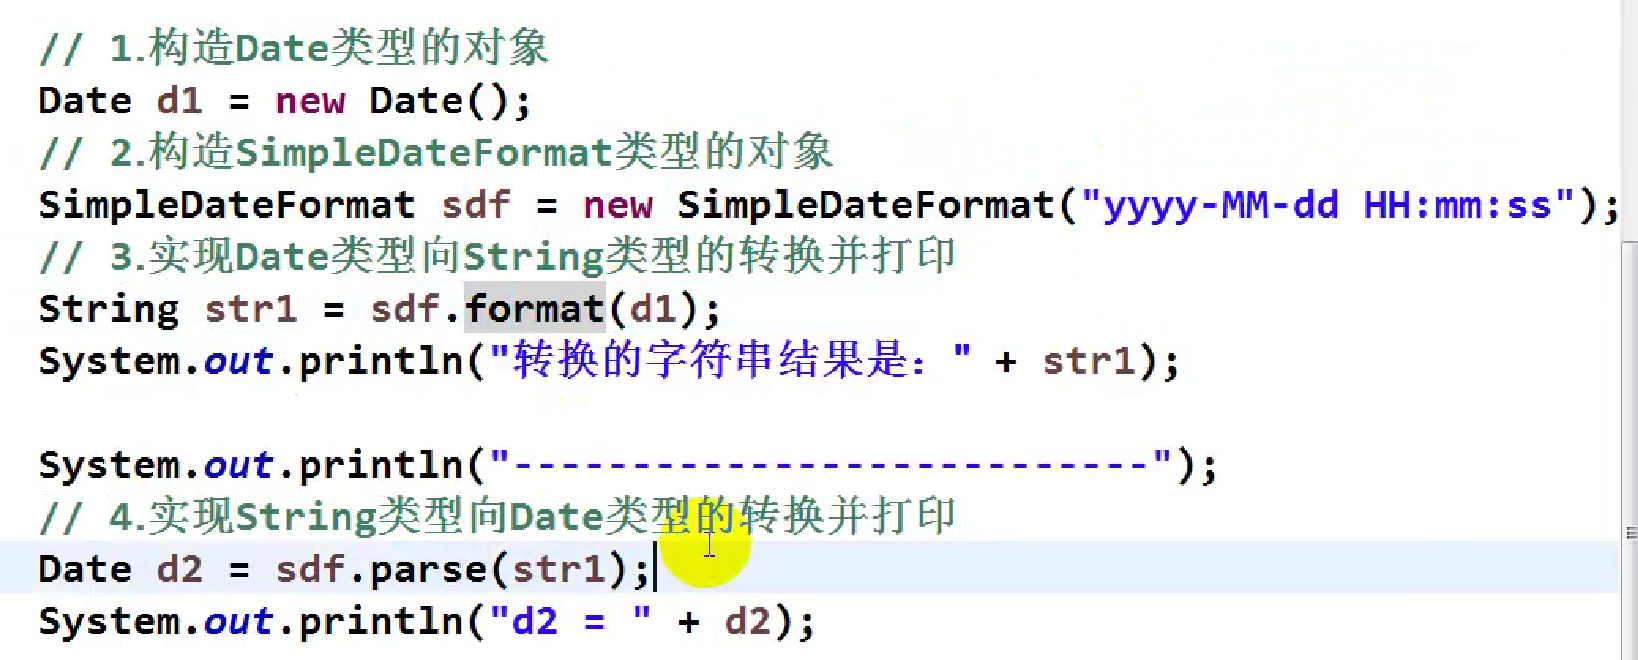 // 1.构造Date类型的对象
Date d1 = new Date();
// 2.构造SimpleDateFormat类型的对象
SimpleDateFormat sdf = new SimpleDateFormat("yyyy-MM-dd HH:mm:ss");
// 3.实现Date类型向String类型的转换并打印
String str1 = sdf.format(d1);
System.out.println("转换的字符串结果是：" + str1);
System.out.println("---------------------------");
// 4.实现String类型向Date类型的转换并打印
Date d2 = sdf.parse(str1);
System.out.println("d2 = " + d2);